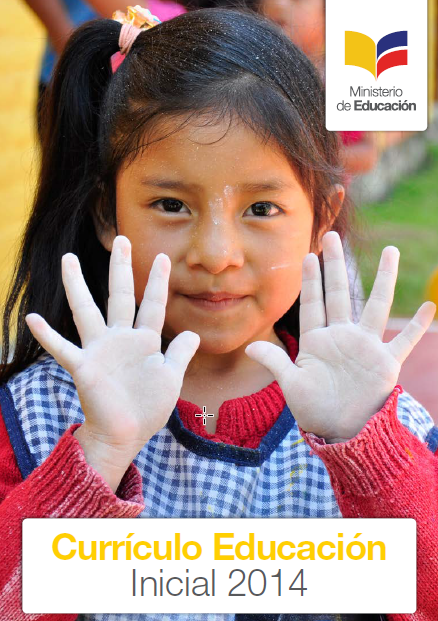 Ministerio
de Educación
Currículo Educación
Inicial 2014